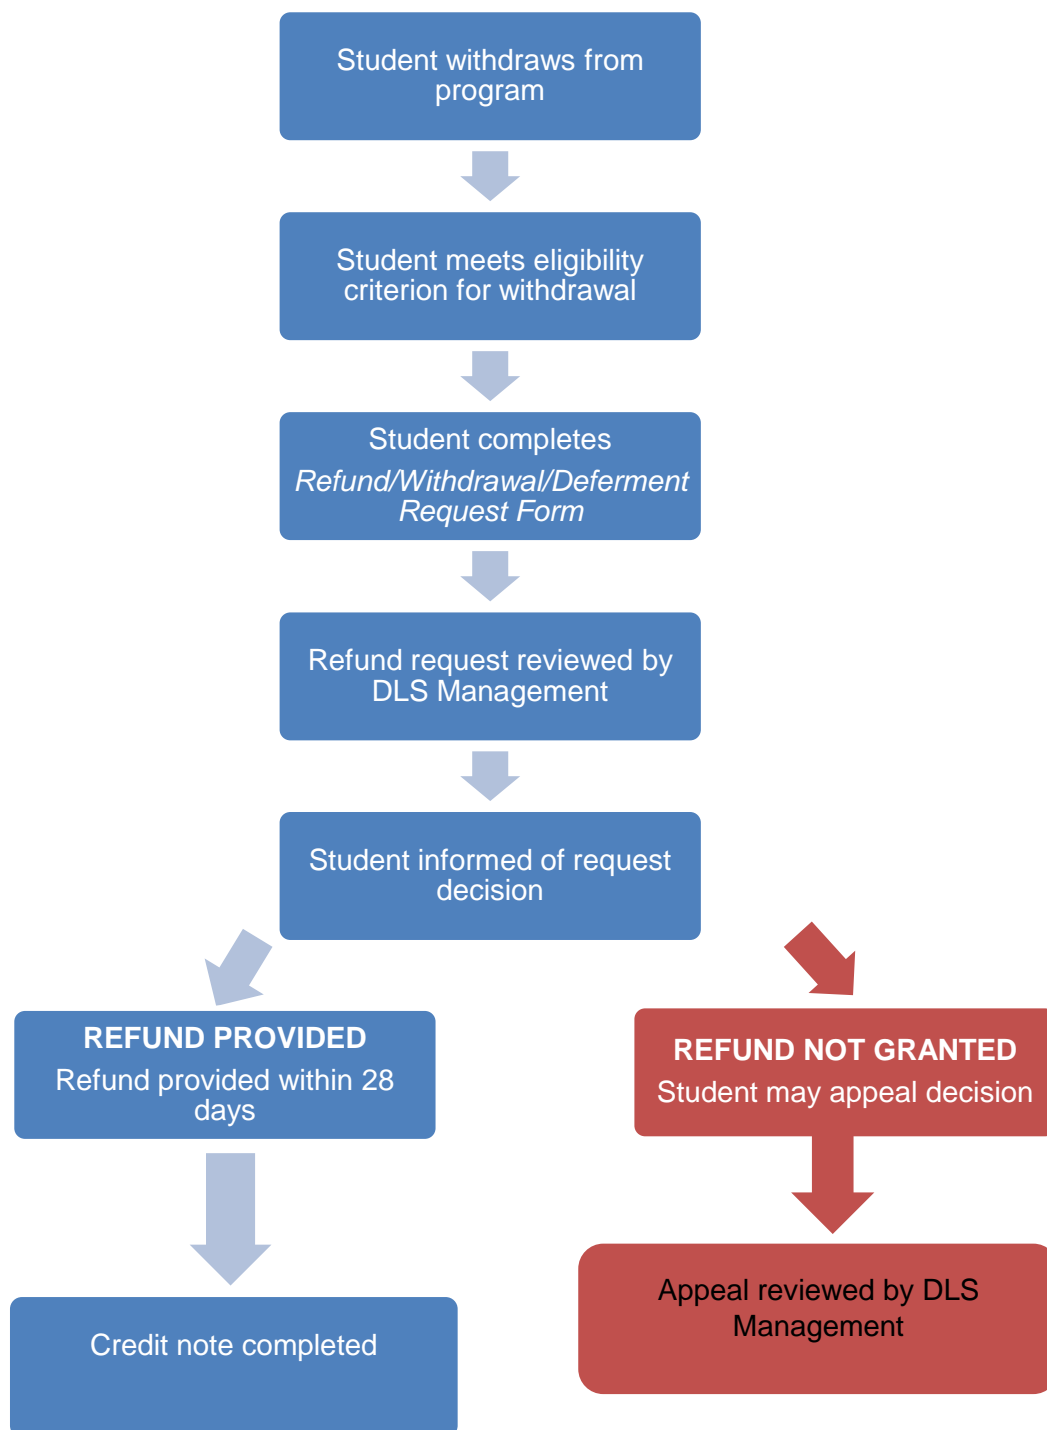 Student withdraws from
program
Student meets eligibility
criterion for withdrawal
Student completes
Refund/Withdrawal/Deferment
Request Form
Refund request reviewed by
DLS Management
Student informed of request
decision
REFUND PROVIDED
Refund provided within 28
days
REFUND NOT GRANTED
Student may appeal decision
Credit note completed
Appeal reviewed by DLS
Management